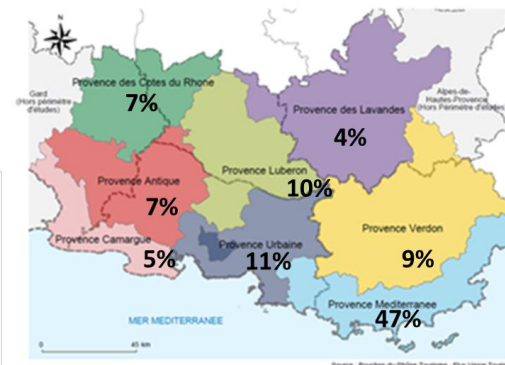 N
Provence des Cotes du Rhone
7%
Gard
(Hors périmètre
d'études)
Alpes-de-
Haute-Provence
(Hors Périmètre
d'études)
Provence des Lavandes
4%
Provence Luberon
10%
Provence Antique
7%
Provence Verdon
9%
Provence Camargue
5%
Provence Urbaine
11%
Provence Mediterranee
47%
MER MEDITERRANEE
0
45 km